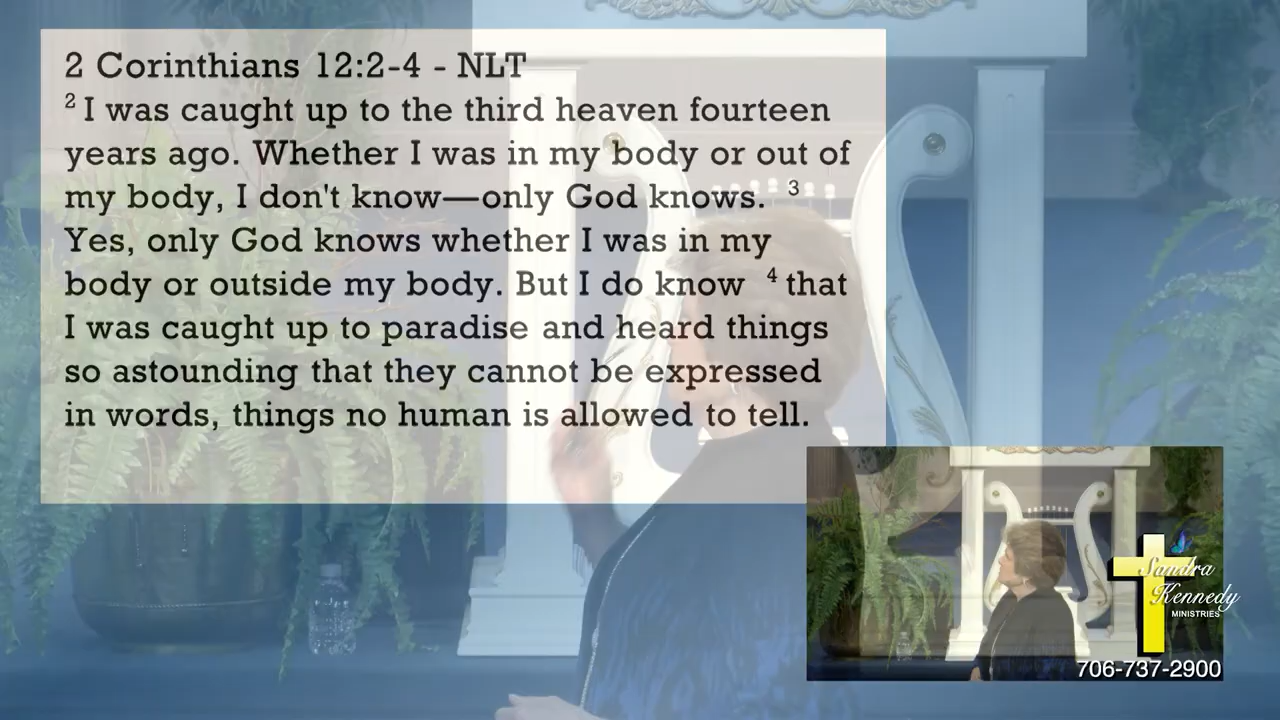 2 Corinthians 12:2-4 - NLT
2 I was caught up to the third heaven fourteen
years ago. Whether I was in my body or out of
my body, I don't know—only God knows. 3
Yes, only God knows whether I was in my
body or outside my body. But I do know 4 that
I was caught up to paradise and heard things
so astounding that they cannot be expressed
in words, things no human is allowed to tell.
Sandra
Kennedy
MINISTRIES
706-737-2900